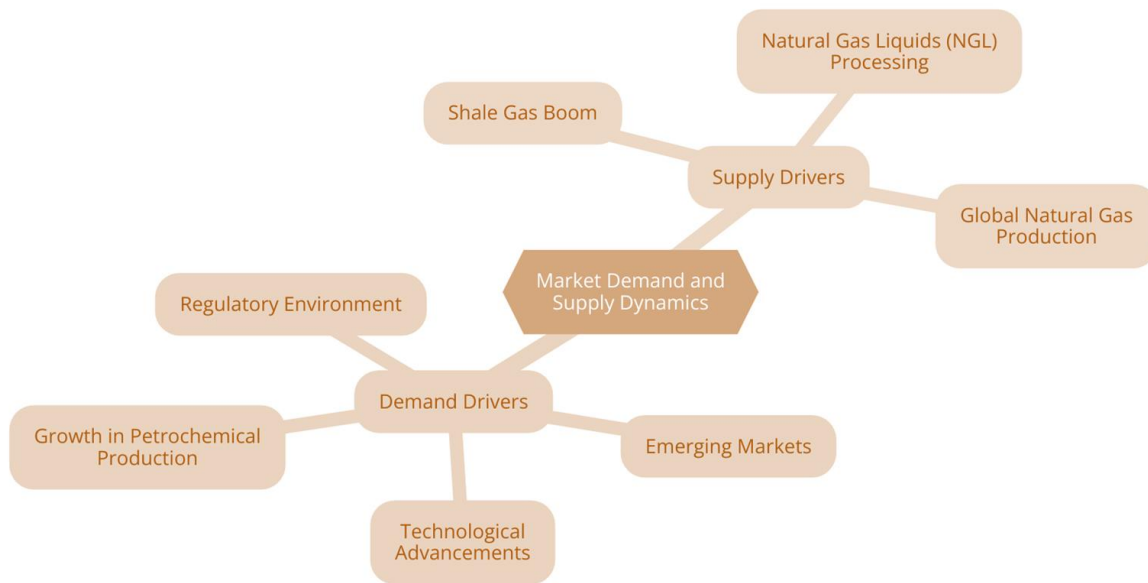 Natural Gas Liquids (NGL)
Processing
Shale Gas Boom
Supply Drivers
Global Natural Gas
Production
Market Demand and
Supply Dynamics
Regulatory Environment
Demand Drivers
Growth in Petrochemical
Production
Emerging Markets
Technological
Advancements